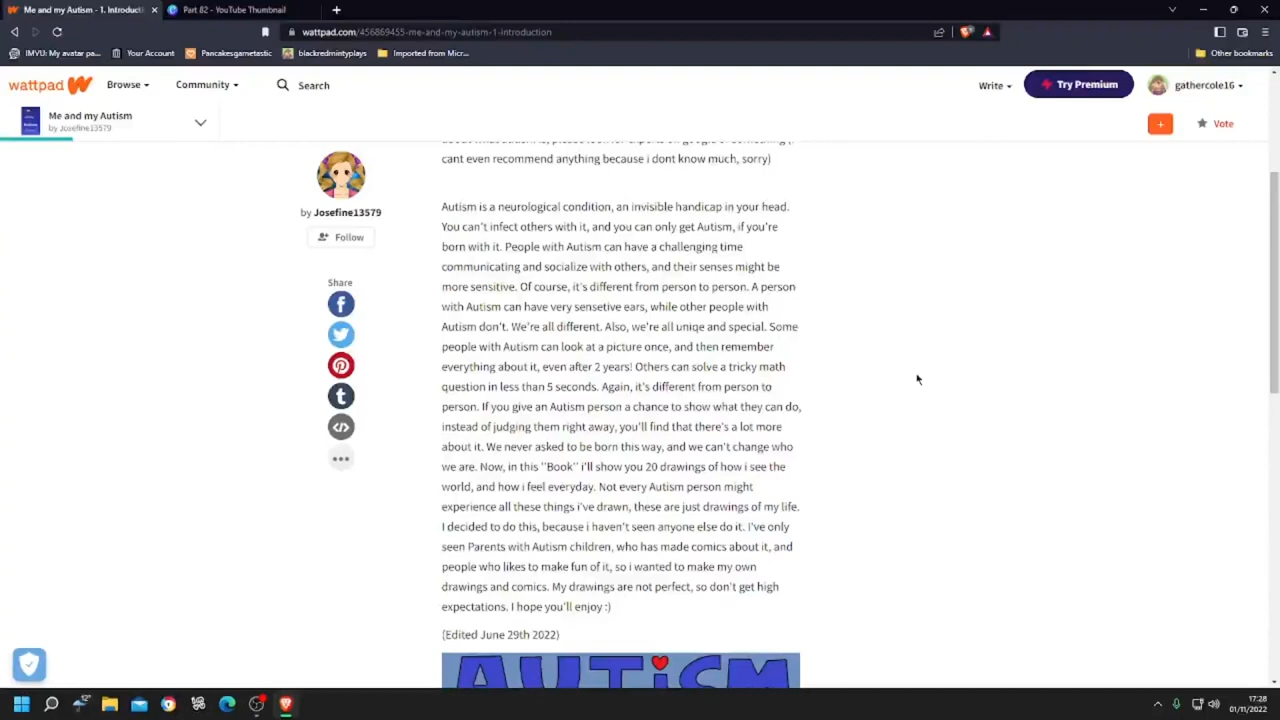 Me and my Autism - 1. Introducti
Part 82 - YouTube Thumbnail
wattpad.com/456869455-me-and-my-autism-1-introduction
IMVU: My avatar pa...
Your Account
Pancakesgametastic
blackredmintyplays
Imported from Micr...
Other bookmarks
wattpad
Browse
Community
Search
Write
Try Premium
gathercole16
Me and my Autism
by Josefine13579
Vote
cant even recommend anything because i dont know much, sorry)
by Josefine13579
Follow
Share
Autism is a neurological condition, an invisible handicap in your head.
You can't infect others with it, and you can only get Autism, if you're
born with it. People with Autism can have a challenging time
communicating and socialize with others, and their senses might be
more sensitive. Of course, it's different from person to person. A person
with Autism can have very sensetive ears, while other people with
Autism don't. We're all different. Also, we're all uniqe and special. Some
people with Autism can look at a picture once, and then remember
everything about it, even after 2 years! Others can solve a tricky math
question in less than 5 seconds. Again, it's different from person to
person. If you give an Autism person a chance to show what they can do,
instead of judging them right away, you'll find that there's a lot more
about it. We never asked to be born this way, and we can't change who
we are. Now, in this "Book" i'll show you 20 drawings of how i see the
world, and how i feel everyday. Not every Autism person might
experience all these things i've drawn, these are just drawings of my life.
I decided to do this, because i haven't seen anyone else do it. I've only
seen Parents with Autism children, who has made comics about it, and
people who likes to make fun of it, so i wanted to make my own
drawings and comics. My drawings are not perfect, so don't get high
expectations. I hope you'll enjoy :)
(Edited June 29th 2022)
AUTiSM
17:28
01/11/2022